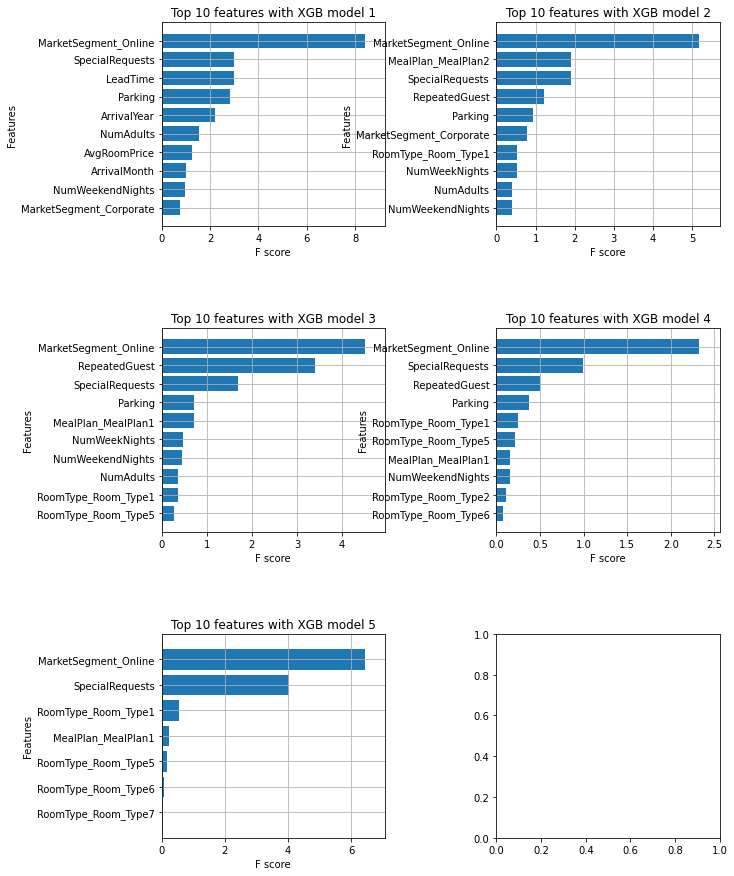 Top 10 features with XGB model 1
MarketSegment_Online
SpecialRequests
LeadTime
Parking
ArrivalYear
NumAdults
AvgRoomPrice
ArrivalMonth
NumWeekendNights
MarketSegment_Corporate
Features
0 2 4 6 8
F score
Top 10 features with XGB model 2
MarketSegment_Online
MealPlan_MealPlan2
SpecialRequests
RepeatedGuest
Parking
MarketSegment_Corporate
RoomType_Room_Type1
NumWeekNights
NumAdults
NumWeekendNights
Features
0 1 2 3 4 5
F score
Top 10 features with XGB model 3
MarketSegment_Online
RepeatedGuest
SpecialRequests
Parking
MealPlan_MealPlan1
NumWeekNights
NumWeekendNights
NumAdults
RoomType_Room_Type1
RoomType_Room_Type5
Features
0 1 2 3 4
F score
Top 10 features with XGB model 4
MarketSegment_Online
SpecialRequests
RepeatedGuest
Parking
RoomType_Room_Type1
RoomType_Room_Type5
MealPlan_MealPlan1
NumWeekendNights
RoomType_Room_Type2
RoomType_Room_Type6
Features
0.0 0.5 1.0 1.5 2.0 2.5
F score
Top 10 features with XGB model 5
MarketSegment_Online
SpecialRequests
RoomType_Room_Type1
MealPlan_MealPlan1
RoomType_Room_Type5
RoomType_Room_Type6
RoomType_Room_Type7
Features
0 2 4 6
F score
1.0
0.8
0.6
0.4
0.2
0.0
0.0 0.2 0.4 0.6 0.8 1.0